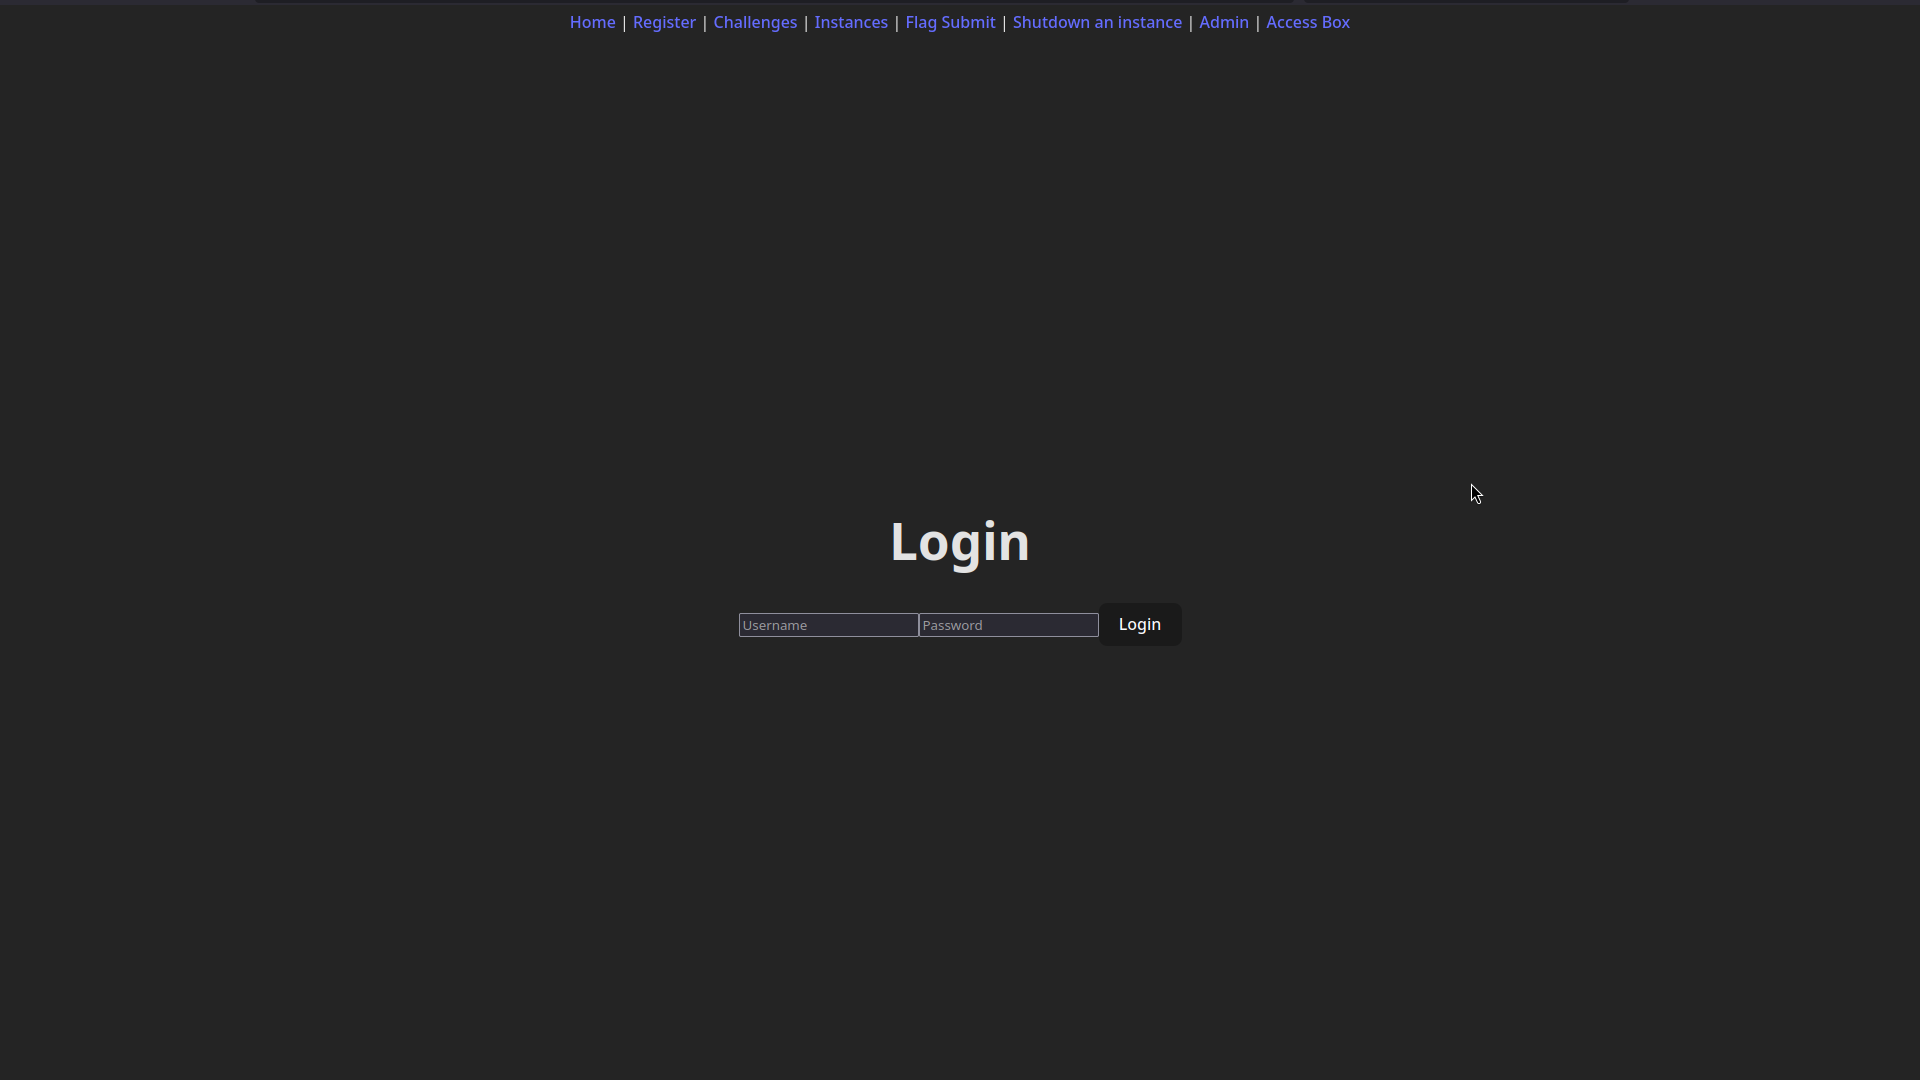 Home | Register | Challenges | Instances | Flag Submit | Shutdown an instance | Admin | Access Box
Login
Username Password Login